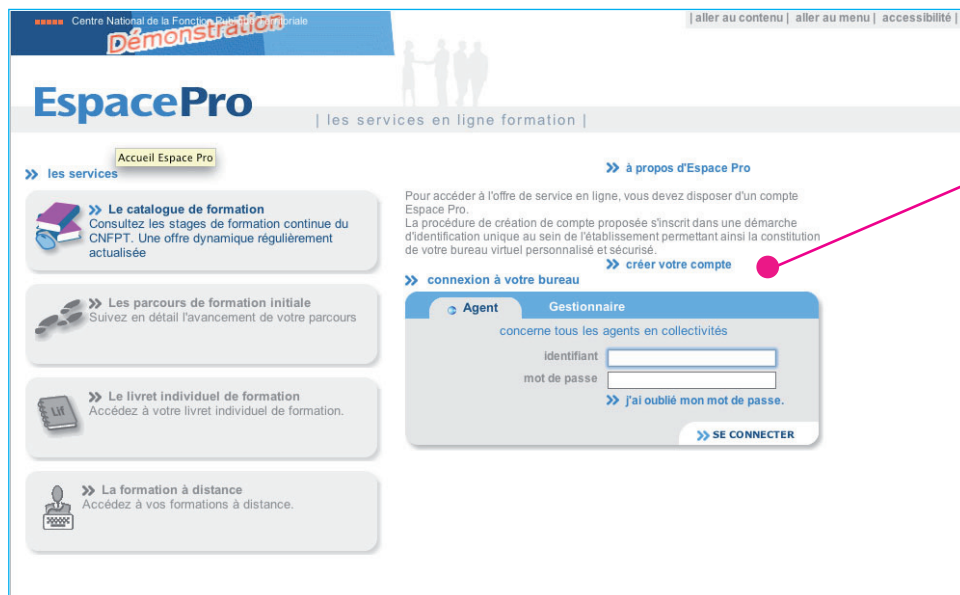 Centre National de la Fonction Publique Territoriale
Démonstration
| aller au contenu | aller au menu | accessibilité |
EspacePro
| les services en ligne formation |
Accueil Espace Pro
les services
Le catalogue de formation
Consultez les stages de formation continue du
CNFPT. Une offre dynamique régulièrement
actualisée
Les parcours de formation initiale
Suivez en détail l'avancement de votre parcours
Lif
Le livret individuel de formation
Accédez à votre livret individuel de formation.
La formation à distance
Accédez à vos formations à distance.
à propos d'Espace Pro
Pour accéder à l'offre de service en ligne, vous devez disposer d'un compte
Espace Pro.
La procédure de création de compte proposée s'inscrit dans une démarche
d'identification unique au sein de l'établissement permettant ainsi la constitution
de votre bureau virtuel personnalisé et sécurisé.
créer votre compte
connexion à votre bureau
Agent Gestionnaire
concerne tous les agents en collectivités
identifiant
mot de passe
j'ai oublié mon mot de passe.
SE CONNECTER